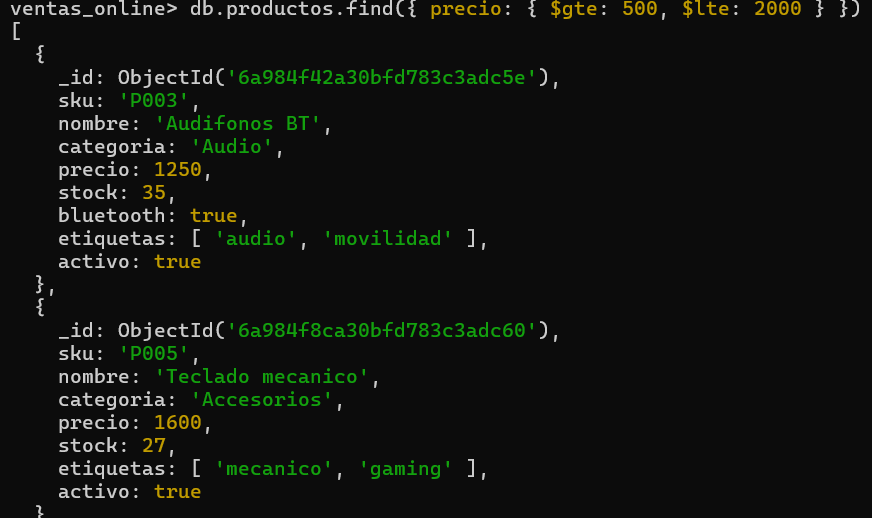 ventas_online> db.productos.find({ precio: { $gte: 500, $lte: 2000 } })
[
  {
    _id: ObjectId('6a984f42a30bfd783c3adc5e'),
    sku: 'P003',
    nombre: 'Audifonos BT',
    categoria: 'Audio',
    precio: 1250,
    stock: 35,
    bluetooth: true,
    etiquetas: [ 'audio', 'movilidad' ],
    activo: true
  },
  {
    _id: ObjectId('6a984f8ca30bfd783c3adc60'),
    sku: 'P005',
    nombre: 'Teclado mecanico',
    categoria: 'Accesorios',
    precio: 1600,
    stock: 27,
    etiquetas: [ 'mecanico', 'gaming' ],
    activo: true
  }